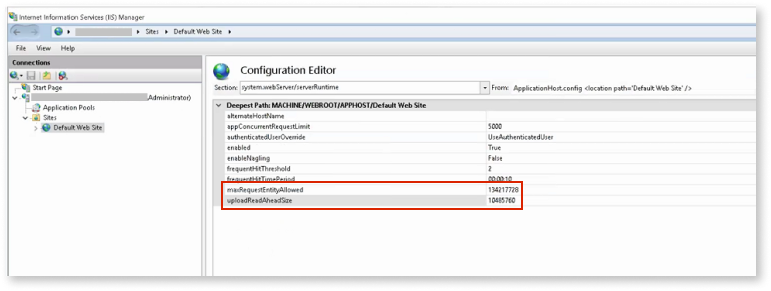 Internet Information Services (IIS) Manager
Sites Default Web Site
File View Help
Connections
Start Page
Administrator)
Application Pools
Sites
Default Web Site
Configuration Editor
Section: system.webServer/serverRuntime From: ApplicationHost.config <location path='Default Web Site' />
Deepest Path: MACHINE/WEBROOT/APPHOST/Default Web Site
alternateHostName
appConcurrentRequestLimit 5000
authenticatedUserOverride UseAuthenticatedUser
enabled True
enableNagling False
frequentHitThreshold 2
frequentHitTimePeriod 00:00:10
maxRequestEntityAllowed 134217728
uploadReadAheadSize 10485760